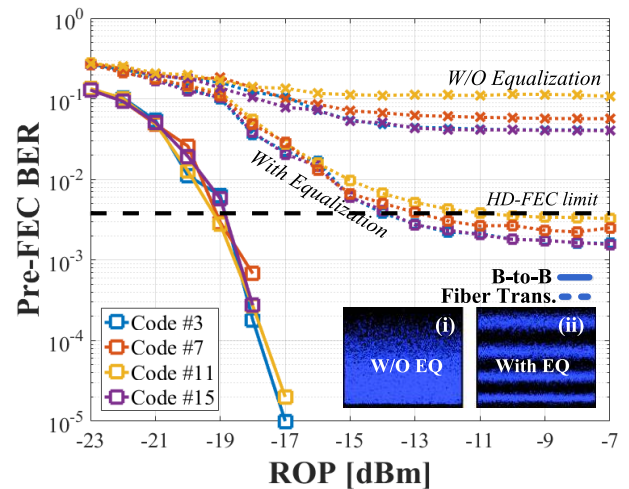 10^0
10^-1
10^-2
10^-3
10^-4
10^-5
Pre-FEC BER
W/O Equalization
With Equalization
HD-FEC limit
B-to-B
Fiber Trans.
Code #3
Code #7
Code #11
Code #15
(i)
W/O EQ
(ii)
With EQ
-23 -21 -19 -17 -15 -13 -11 -9 -7
ROP [dBm]